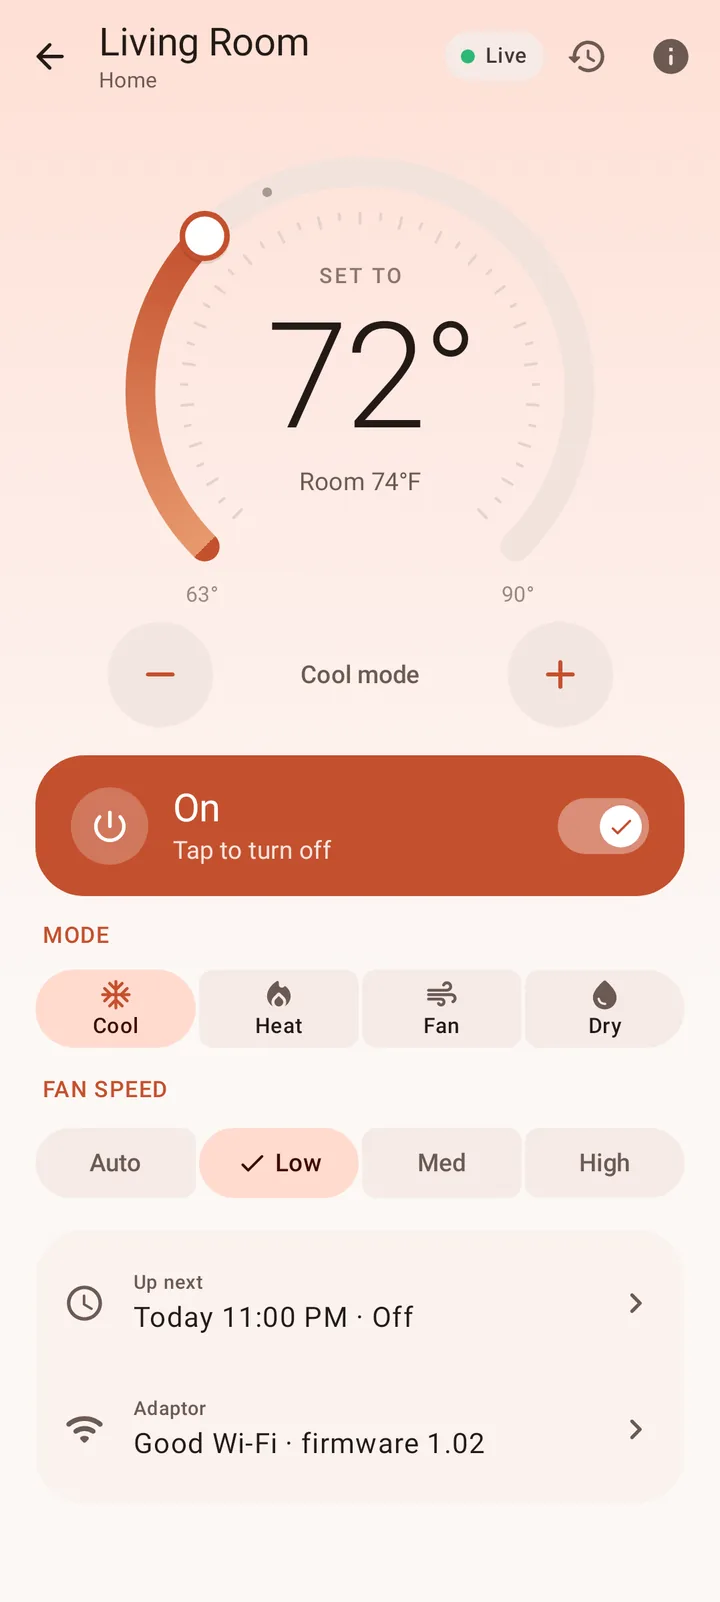 Living Room
Home
Live
SET TO
72°
Room 74°F
63°
90°
Cool mode
On
Tap to turn off
MODE
Cool
Heat
Fan
Dry
FAN SPEED
Auto
Low
Med
High
Up next
Today 11:00 PM · Off
Adaptor
Good Wi-Fi · firmware 1.02